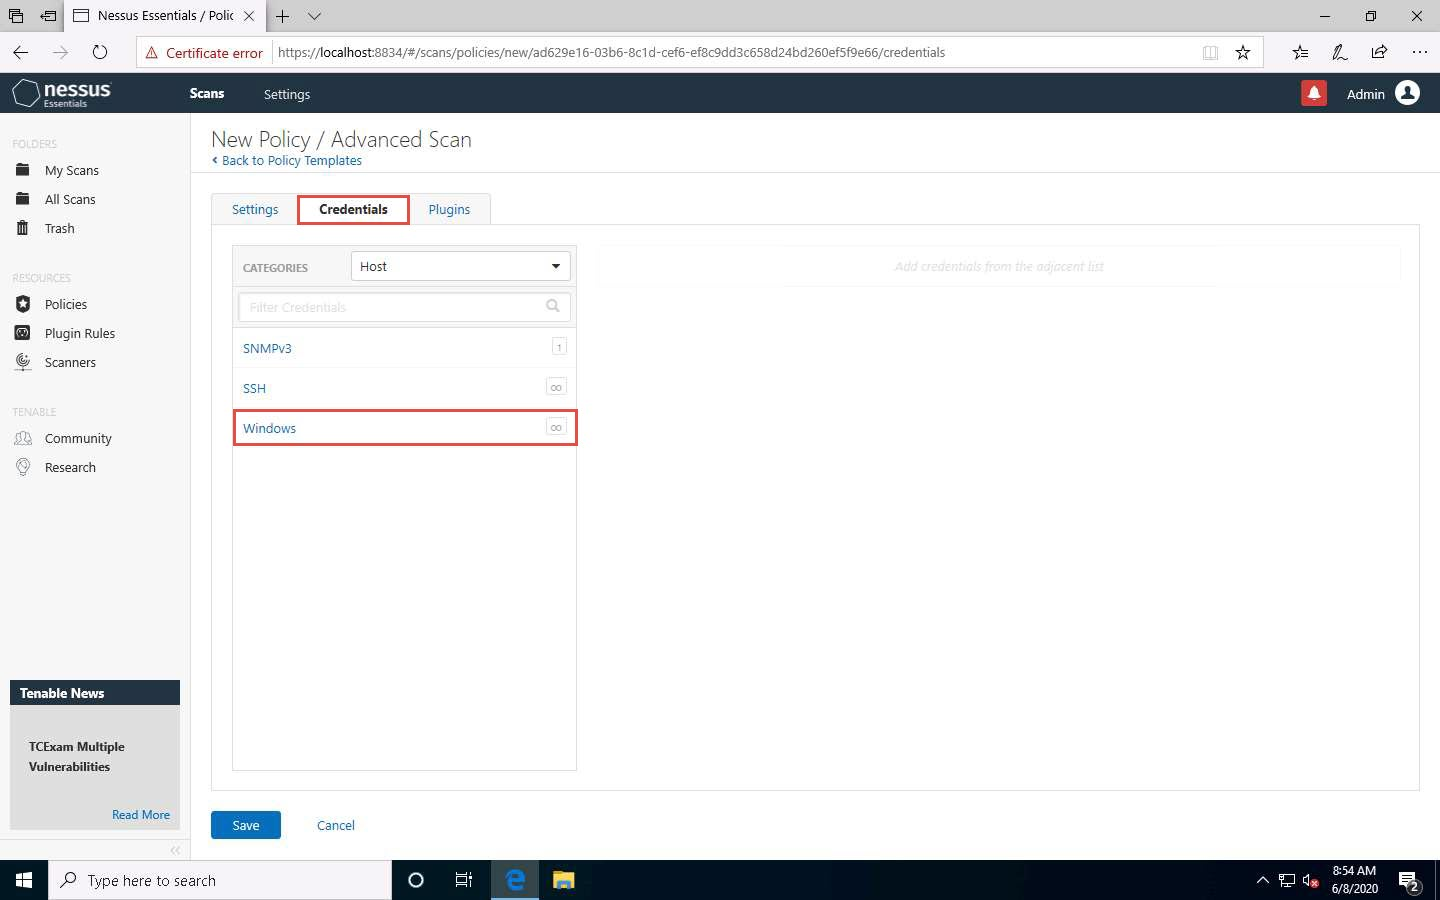 Nessus Essentials / Polic
Certificate error
https://localhost:8834/#/scans/policies/new/ad629e16-03b6-8c1d-cef6-ef8c9dd3c658d24bd260ef5f9e66/credentials
nessus
Essentials
Scans
Settings
Admin
FOLDERS
My Scans
All Scans
Trash
RESOURCES
Policies
Plugin Rules
Scanners
TENABLE
Community
Research
Tenable News
TCExam Multiple
Vulnerabilities
Read More
New Policy / Advanced Scan
Back to Policy Templates
Settings
Credentials
Plugins
CATEGORIES
Host
Filter Credentials
SNMPv3
1
SSH
∞
Windows
∞
Add credentials from the adjacent list
Save
Cancel
Type here to search
8:54 AM
6/8/2020
2